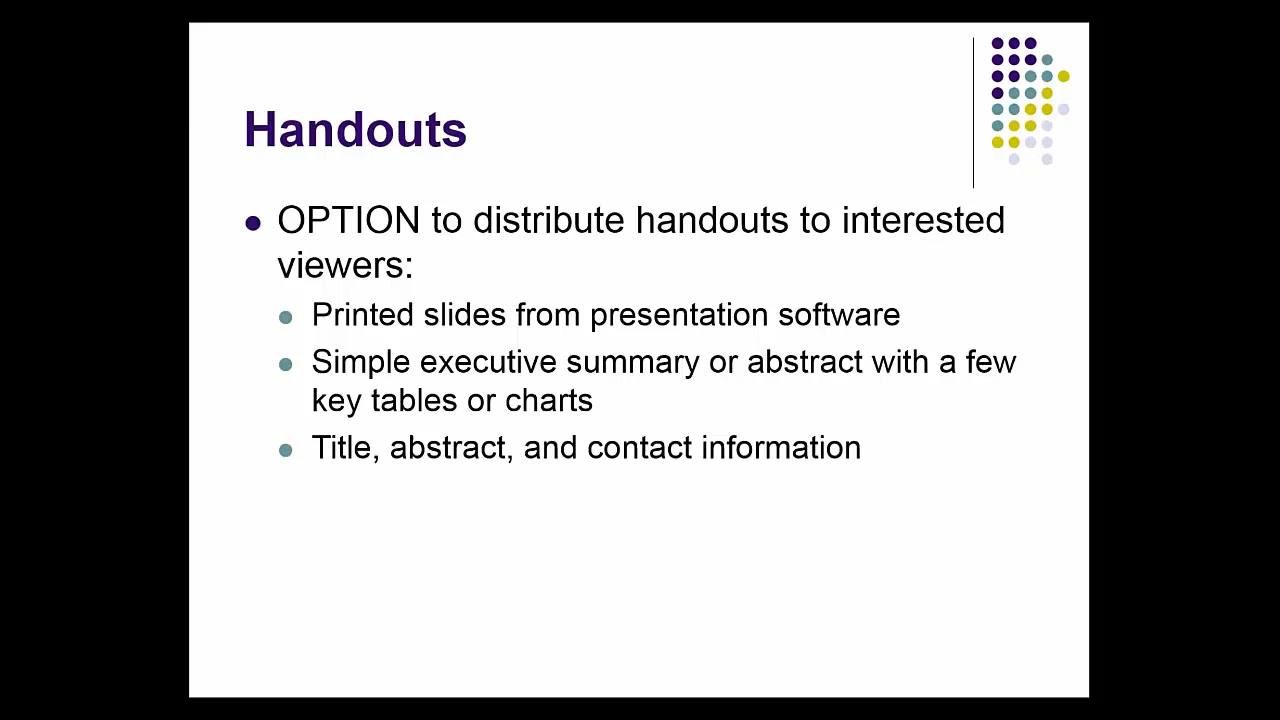 Handouts
OPTION to distribute handouts to interested
viewers:
Printed slides from presentation software
Simple executive summary or abstract with a few
key tables or charts
Title, abstract, and contact information